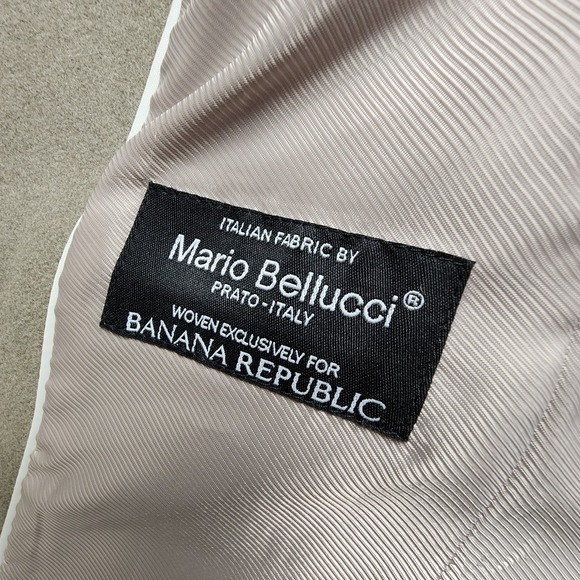 ITALIAN FABRIC BY
Mario Bellucci®
PRATO-ITALY
WOVEN EXCLUSIVELY FOR
BANANA REPUBLIC